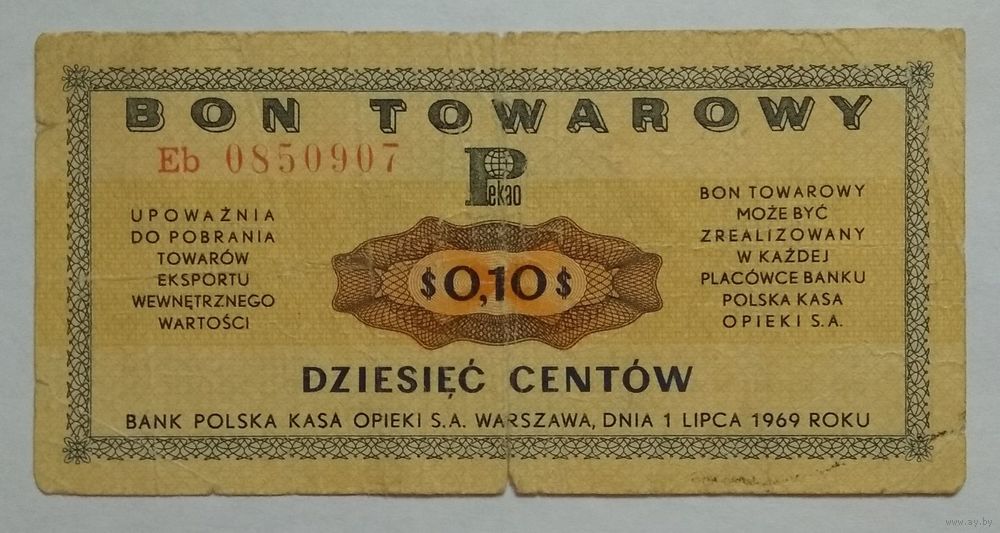 BON TOWAROWY
Eb 0850907
Pekao
UPOWAŻNIA
DO POBRANIA
TOWARÓW
EKSPORTU
WEWNĘTRZNEGO
WARTOŚCI
$0,10$
BON TOWAROWY
MOŻE BYĆ
ZREALIZOWANY
W KAŻDEJ
PLACÓWCE BANKU
POLSKA KASA
OPIEKI S.A.
DZIESIĘĆ CENTÓW
BANK POLSKA KASA OPIEKI S.A. WARSZAWA, DNIA 1 LIPCA 1969 ROKU
www.ay.by